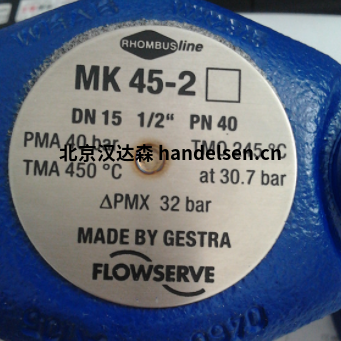 RHOMBUSline
MK 45-2
DN 15 1/2" PN 40
PMA 40 bar TMO 245 °C
北京汉达森 handelsen.cn
TMA 450 °C at 30.7 bar
ΔPMX 32 bar
MADE BY GESTRA
FLOWSERVE